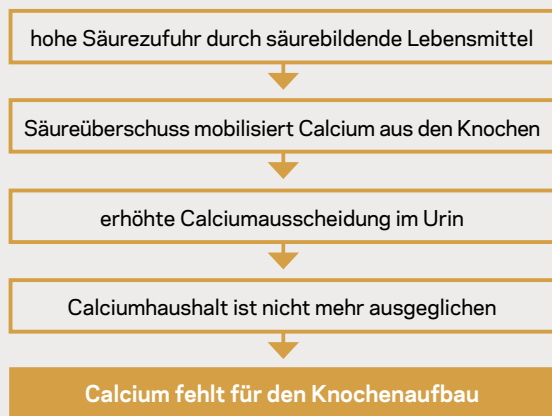 hohe Säurezufuhr durch säurebildende Lebensmittel
Säureüberschuss mobilisiert Calcium aus den Knochen
erhöhte Calciumausscheidung im Urin
Calciumhaushalt ist nicht mehr ausgeglichen
Calcium fehlt für den Knochenaufbau